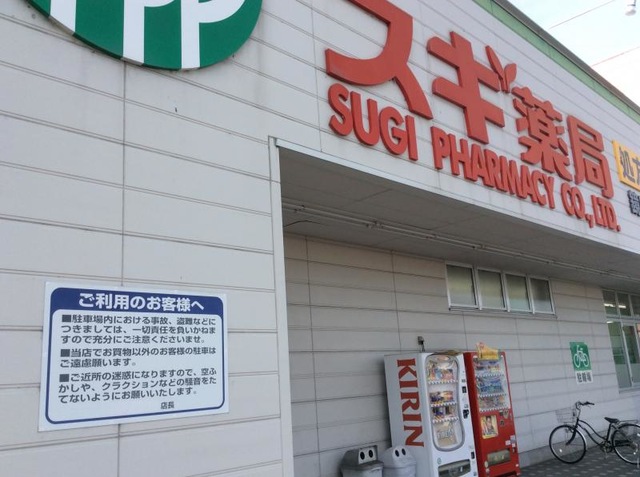 スギ薬局
SUGI PHARMACY CO.,LTD.
処方
ご利用のお客様へ
■駐車場内における事故、盗難などに
つきましては、一切責任を負いかねま
すので充分にご注意くださいませ。
■当店でお買物以外のお客様の駐車は
ご遠慮願います。
■ご近所の迷惑になりますので、空ふ
かしや、クラクションなどの騒音をた
てないようにお願いいたします。
店長
KIRIN
駐輪場